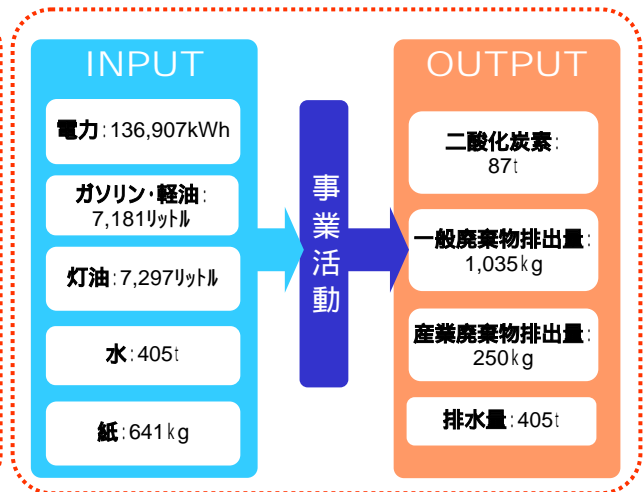 INPUT
電力:136,907kWh
ガソリン・軽油:
7,181リットル
灯油:7,297リットル
水:405t
紙:641kg
事業活動
OUTPUT
二酸化炭素:
87t
一般廃棄物排出量:
1,035kg
産業廃棄物排出量:
250kg
排水量:405t